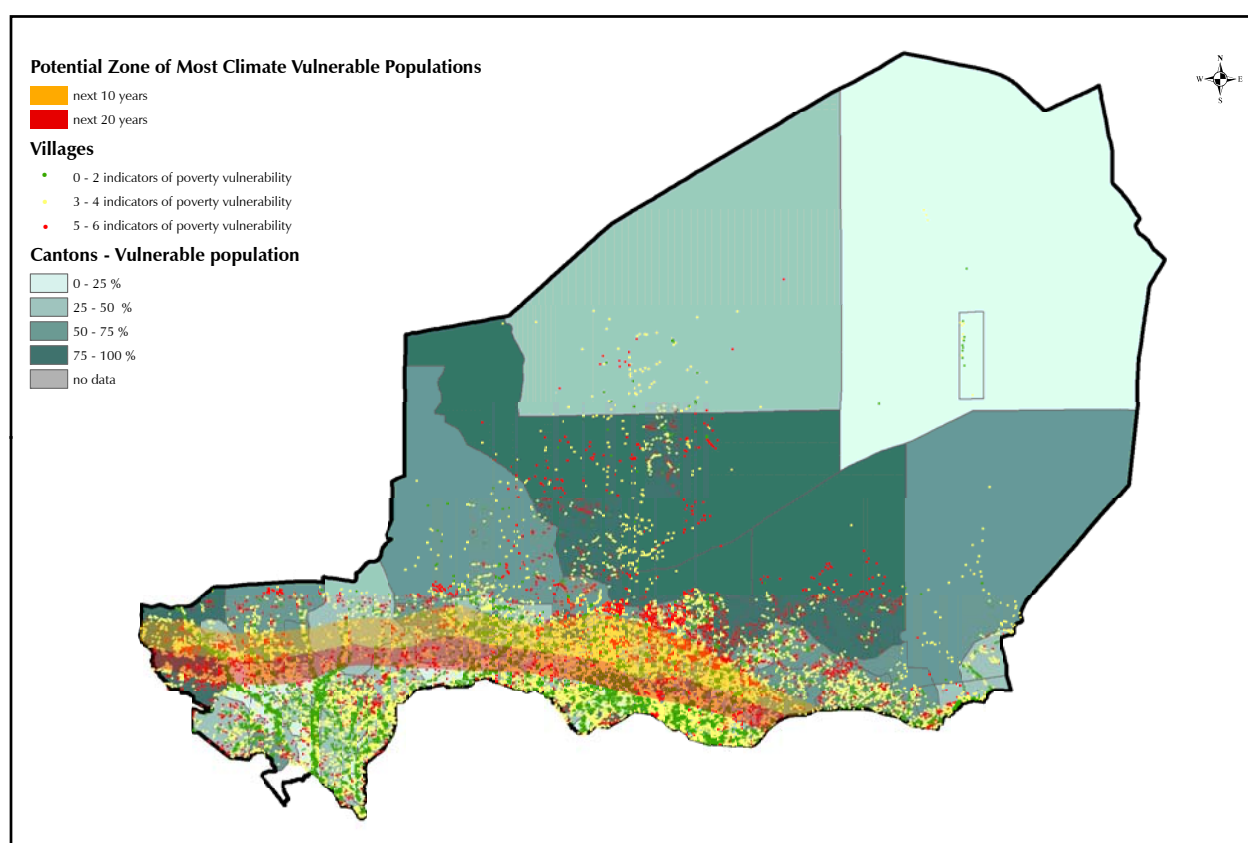 Potential Zone of Most Climate Vulnerable Populations
next 10 years
next 20 years
Villages
0 - 2 indicators of poverty vulnerability
3 - 4 indicators of poverty vulnerability
5 - 6 indicators of poverty vulnerability
Cantons - Vulnerable population
0 - 25 %
25 - 50 %
50 - 75 %
75 - 100 %
no data
N
W E
S